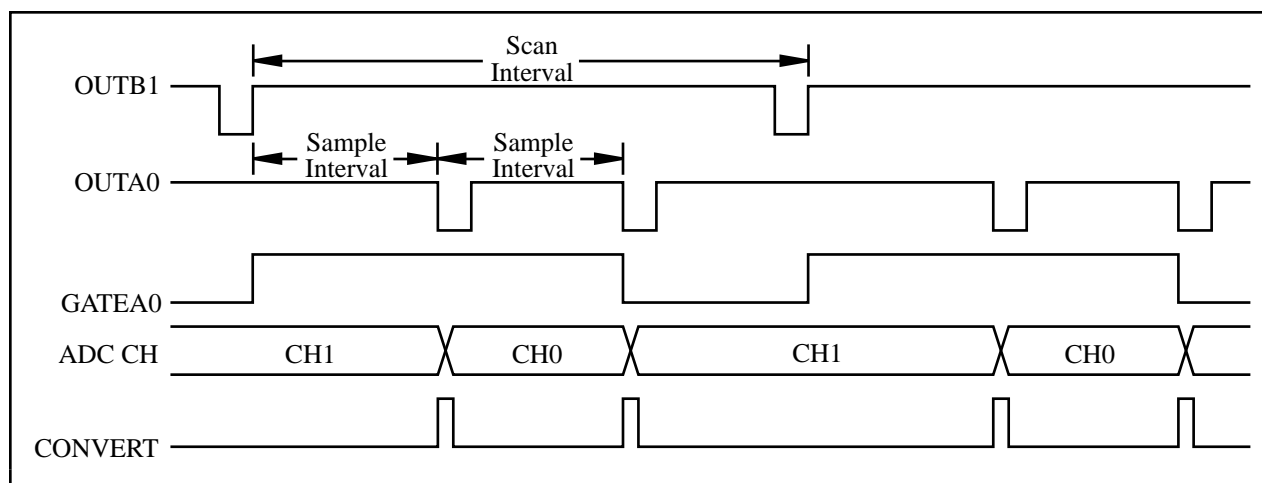 Scan
Interval
OUTB1
Sample
Interval
Sample
Interval
OUTA0
GATEA0
ADC CH
CH1
CH0
CH1
CH0
CONVERT